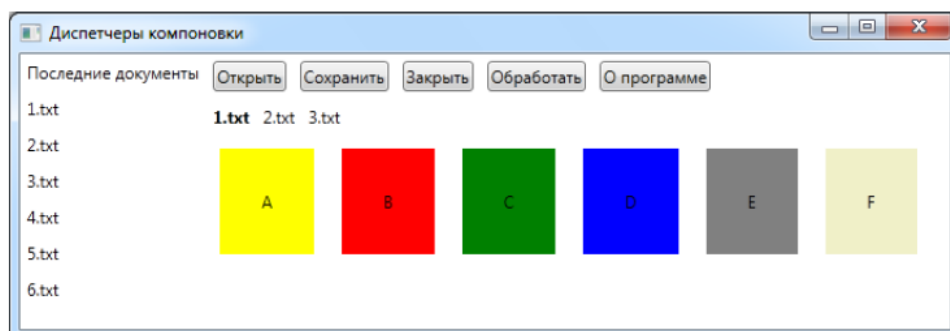 Диспетчеры компоновки
Последние документы
1.txt
2.txt
3.txt
4.txt
5.txt
6.txt
Открыть Сохранить Закрыть Обработать О программе
1.txt 2.txt 3.txt
A B C D E F